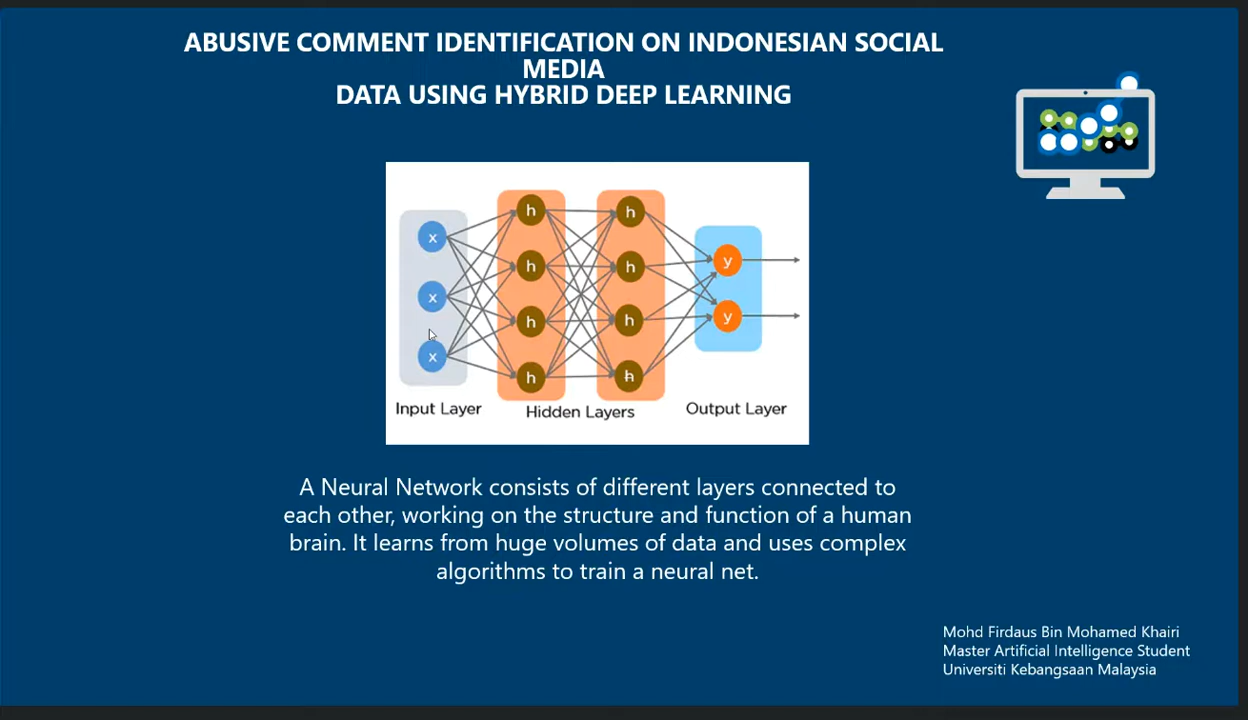 ABUSIVE COMMENT IDENTIFICATION ON INDONESIAN SOCIAL
MEDIA
DATA USING HYBRID DEEP LEARNING
x
x
x
h
h
h
h
h
h
h
h
y
y
Input Layer
Hidden Layers
Output Layer
A Neural Network consists of different layers connected to
each other, working on the structure and function of a human
brain. It learns from huge volumes of data and uses complex
algorithms to train a neural net.
Mohd Firdaus Bin Mohamed Khairi
Master Artificial Intelligence Student
Universiti Kebangsaan Malaysia